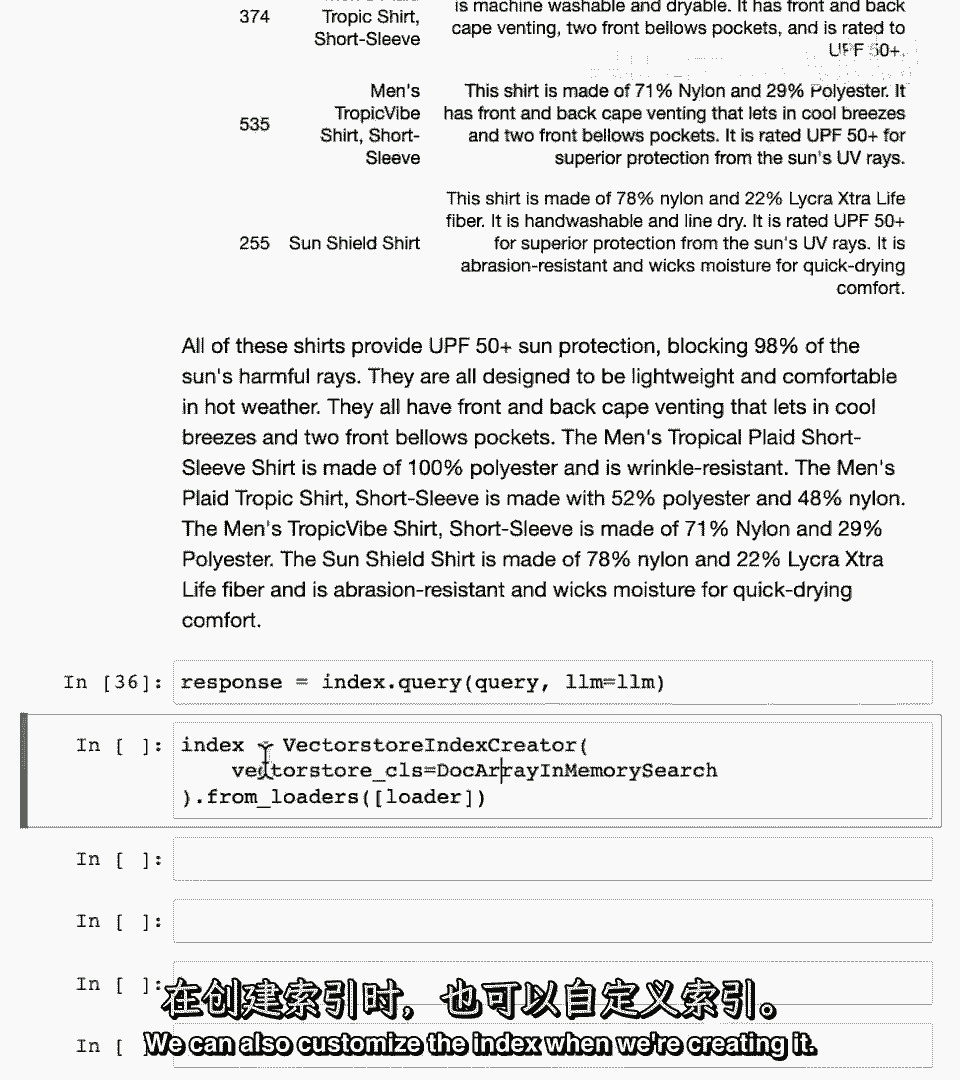 is machine washable and dryable. It has front and back
374
Tropic Shirt,
cape venting, two front bellows pockets, and is rated to
Short-Sleeve
UPF 50+.
Men's
This shirt is made of 71% Nylon and 29% Polyester. It
TropicVibe
has front and back cape venting that lets in cool breezes
535
Shirt, Short-
and two front bellows pockets. It is rated UPF 50+ for
Sleeve
superior protection from the sun's UV rays.
This shirt is made of 78% nylon and 22% Lycra Xtra Life
fiber. It is handwashable and line dry. It is rated UPF 50+
255 Sun Shield Shirt
for superior protection from the sun's UV rays. It is
abrasion-resistant and wicks moisture for quick-drying
comfort.
All of these shirts provide UPF 50+ sun protection, blocking 98% of the
sun's harmful rays. They are all designed to be lightweight and comfortable
in hot weather. They all have front and back cape venting that lets in cool
breezes and two front bellows pockets. The Men's Tropical Plaid Short-
Sleeve Shirt is made of 100% polyester and is wrinkle-resistant. The Men's
Plaid Tropic Shirt, Short-Sleeve is made with 52% polyester and 48% nylon.
The Men's TropicVibe Shirt, Short-Sleeve is made of 71% Nylon and 29%
Polyester. The Sun Shield Shirt is made of 78% nylon and 22% Lycra Xtra
Life fiber and is abrasion-resistant and wicks moisture for quick-drying
comfort.
In [36]: response = index.query(query, llm=llm)
In [ ]: index = VectorstoreIndexCreator(
vectorstore_cls=DocArrayInMemorySearch
).from_loaders([loader])
In [ ]:
In [ ]:
In [ ]:
在创建索引时，也可以自定义索引。
In [
We can also customize the index when we're creating it.